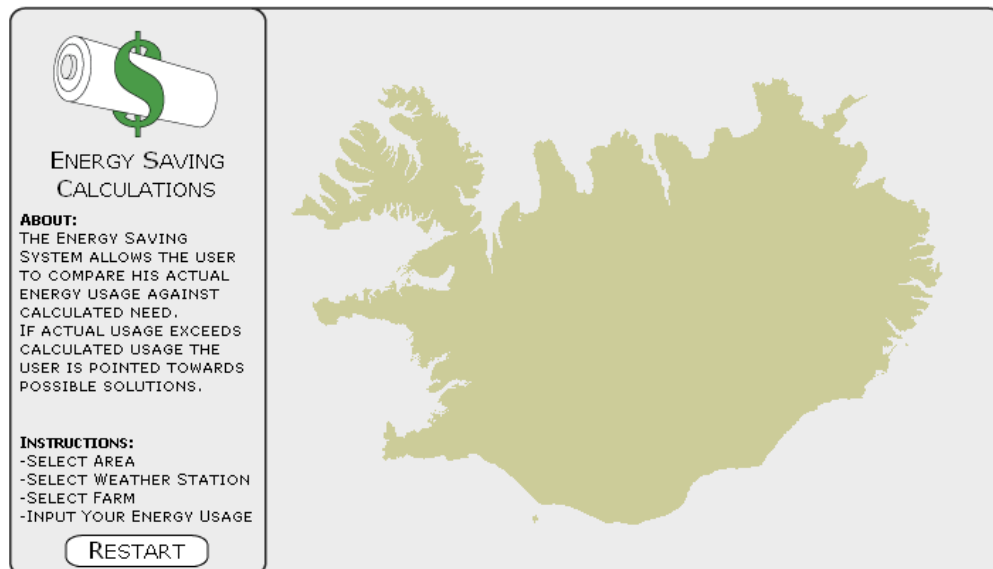 $
ENERGY SAVING
CALCULATIONS
ABOUT:
THE ENERGY SAVING
SYSTEM ALLOWS THE USER
TO COMPARE HIS ACTUAL
ENERGY USAGE AGAINST
CALCULATED NEED.
IF ACTUAL USAGE EXCEEDS
CALCULATED USAGE THE
USER IS POINTED TOWARDS
POSSIBLE SOLUTIONS.
INSTRUCTIONS:
-SELECT AREA
-SELECT WEATHER STATION
-SELECT FARM
-INPUT YOUR ENERGY USAGE
RESTART